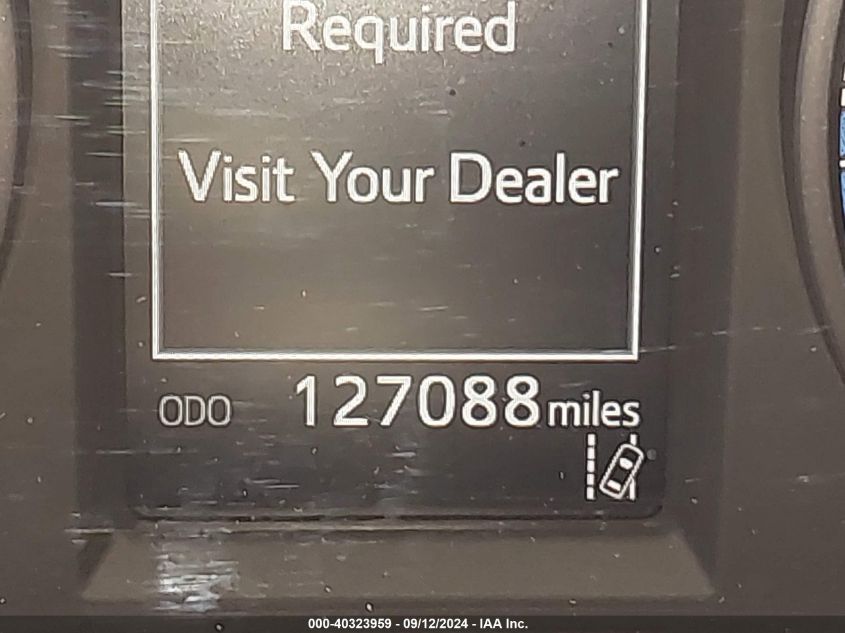 Required
Visit Your Dealer
ODO 127088 miles
000-40323959 - 09/12/2024 - IAA Inc.